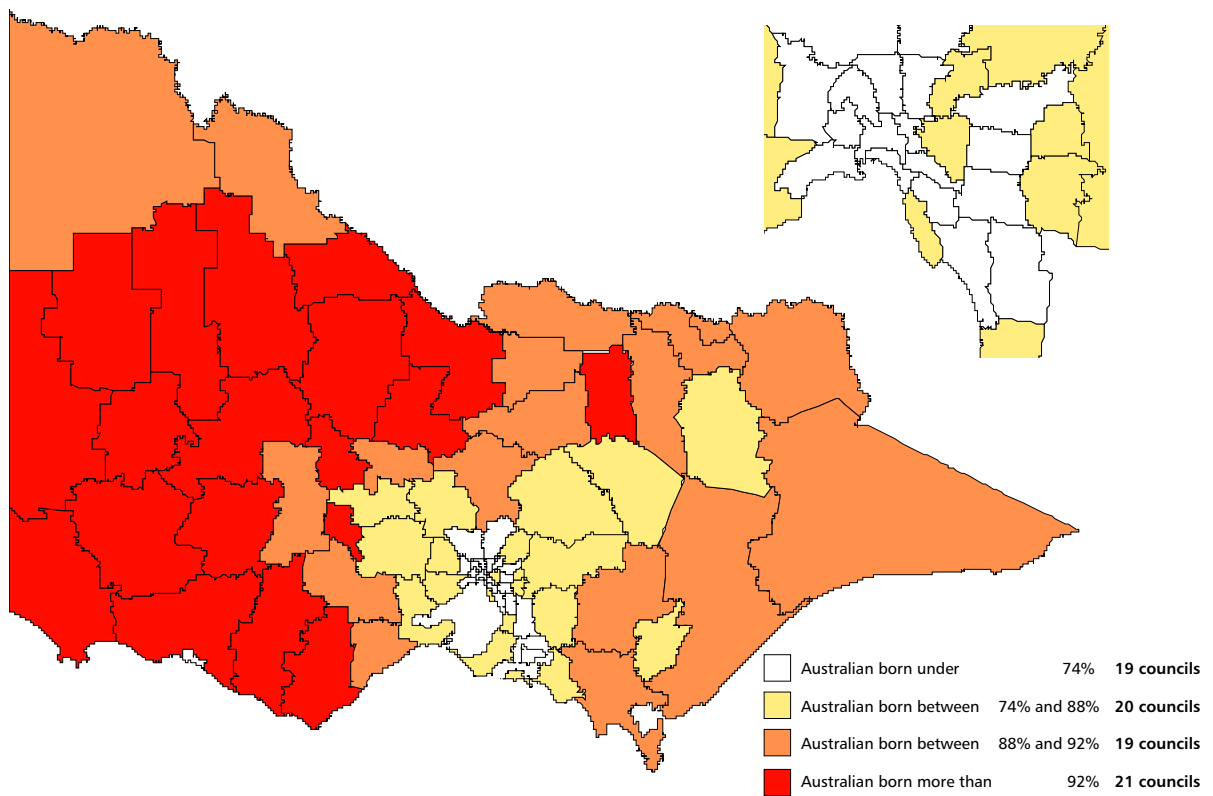 Australian born under 74% 19 councils
Australian born between 74% and 88% 20 councils
Australian born between 88% and 92% 19 councils
Australian born more than 92% 21 councils